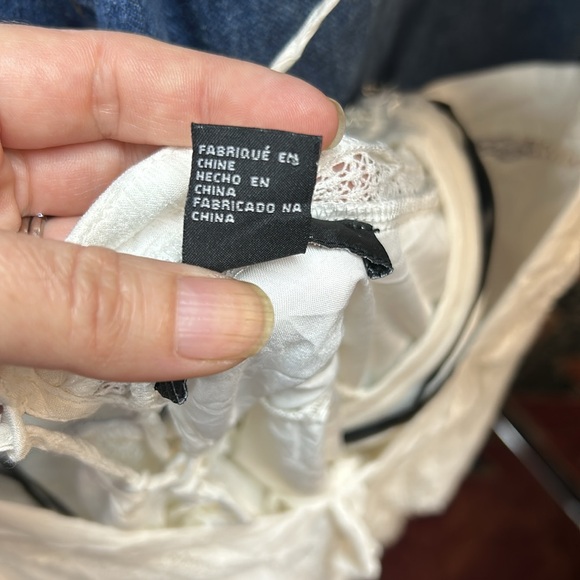 FABRIQUÉ EN
CHINE
HECHO EN
CHINA
FABRICADO NA
CHINA